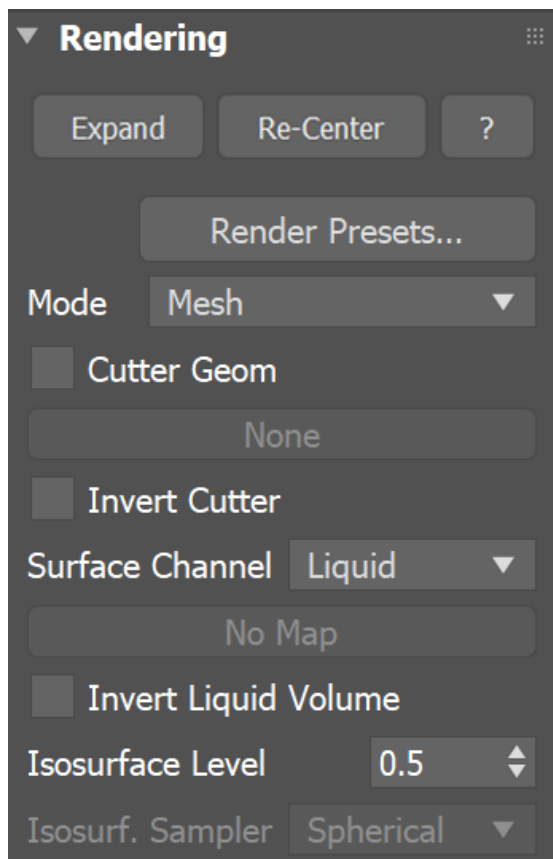 Rendering
Expand Re-Center ?
Render Presets...
Mode Mesh
Cutter Geom
None
Invert Cutter
Surface Channel Liquid
No Map
Invert Liquid Volume
Isosurface Level 0.5
Isosurf. Sampler Spherical